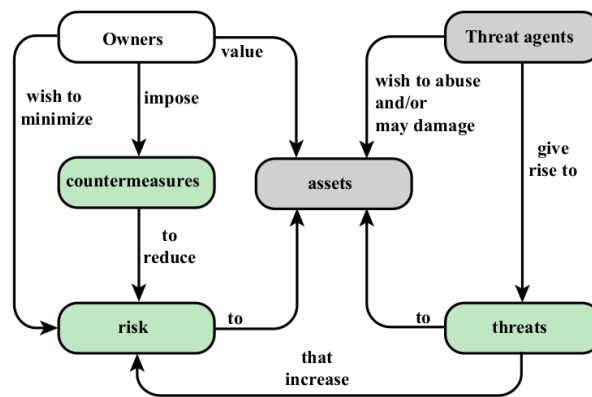 Owners
Threat agents
value
wish to
minimize
impose
wish to abuse
and/or
may damage
give
rise to
countermeasures
assets
to
reduce
risk
to
to
threats
that
increase